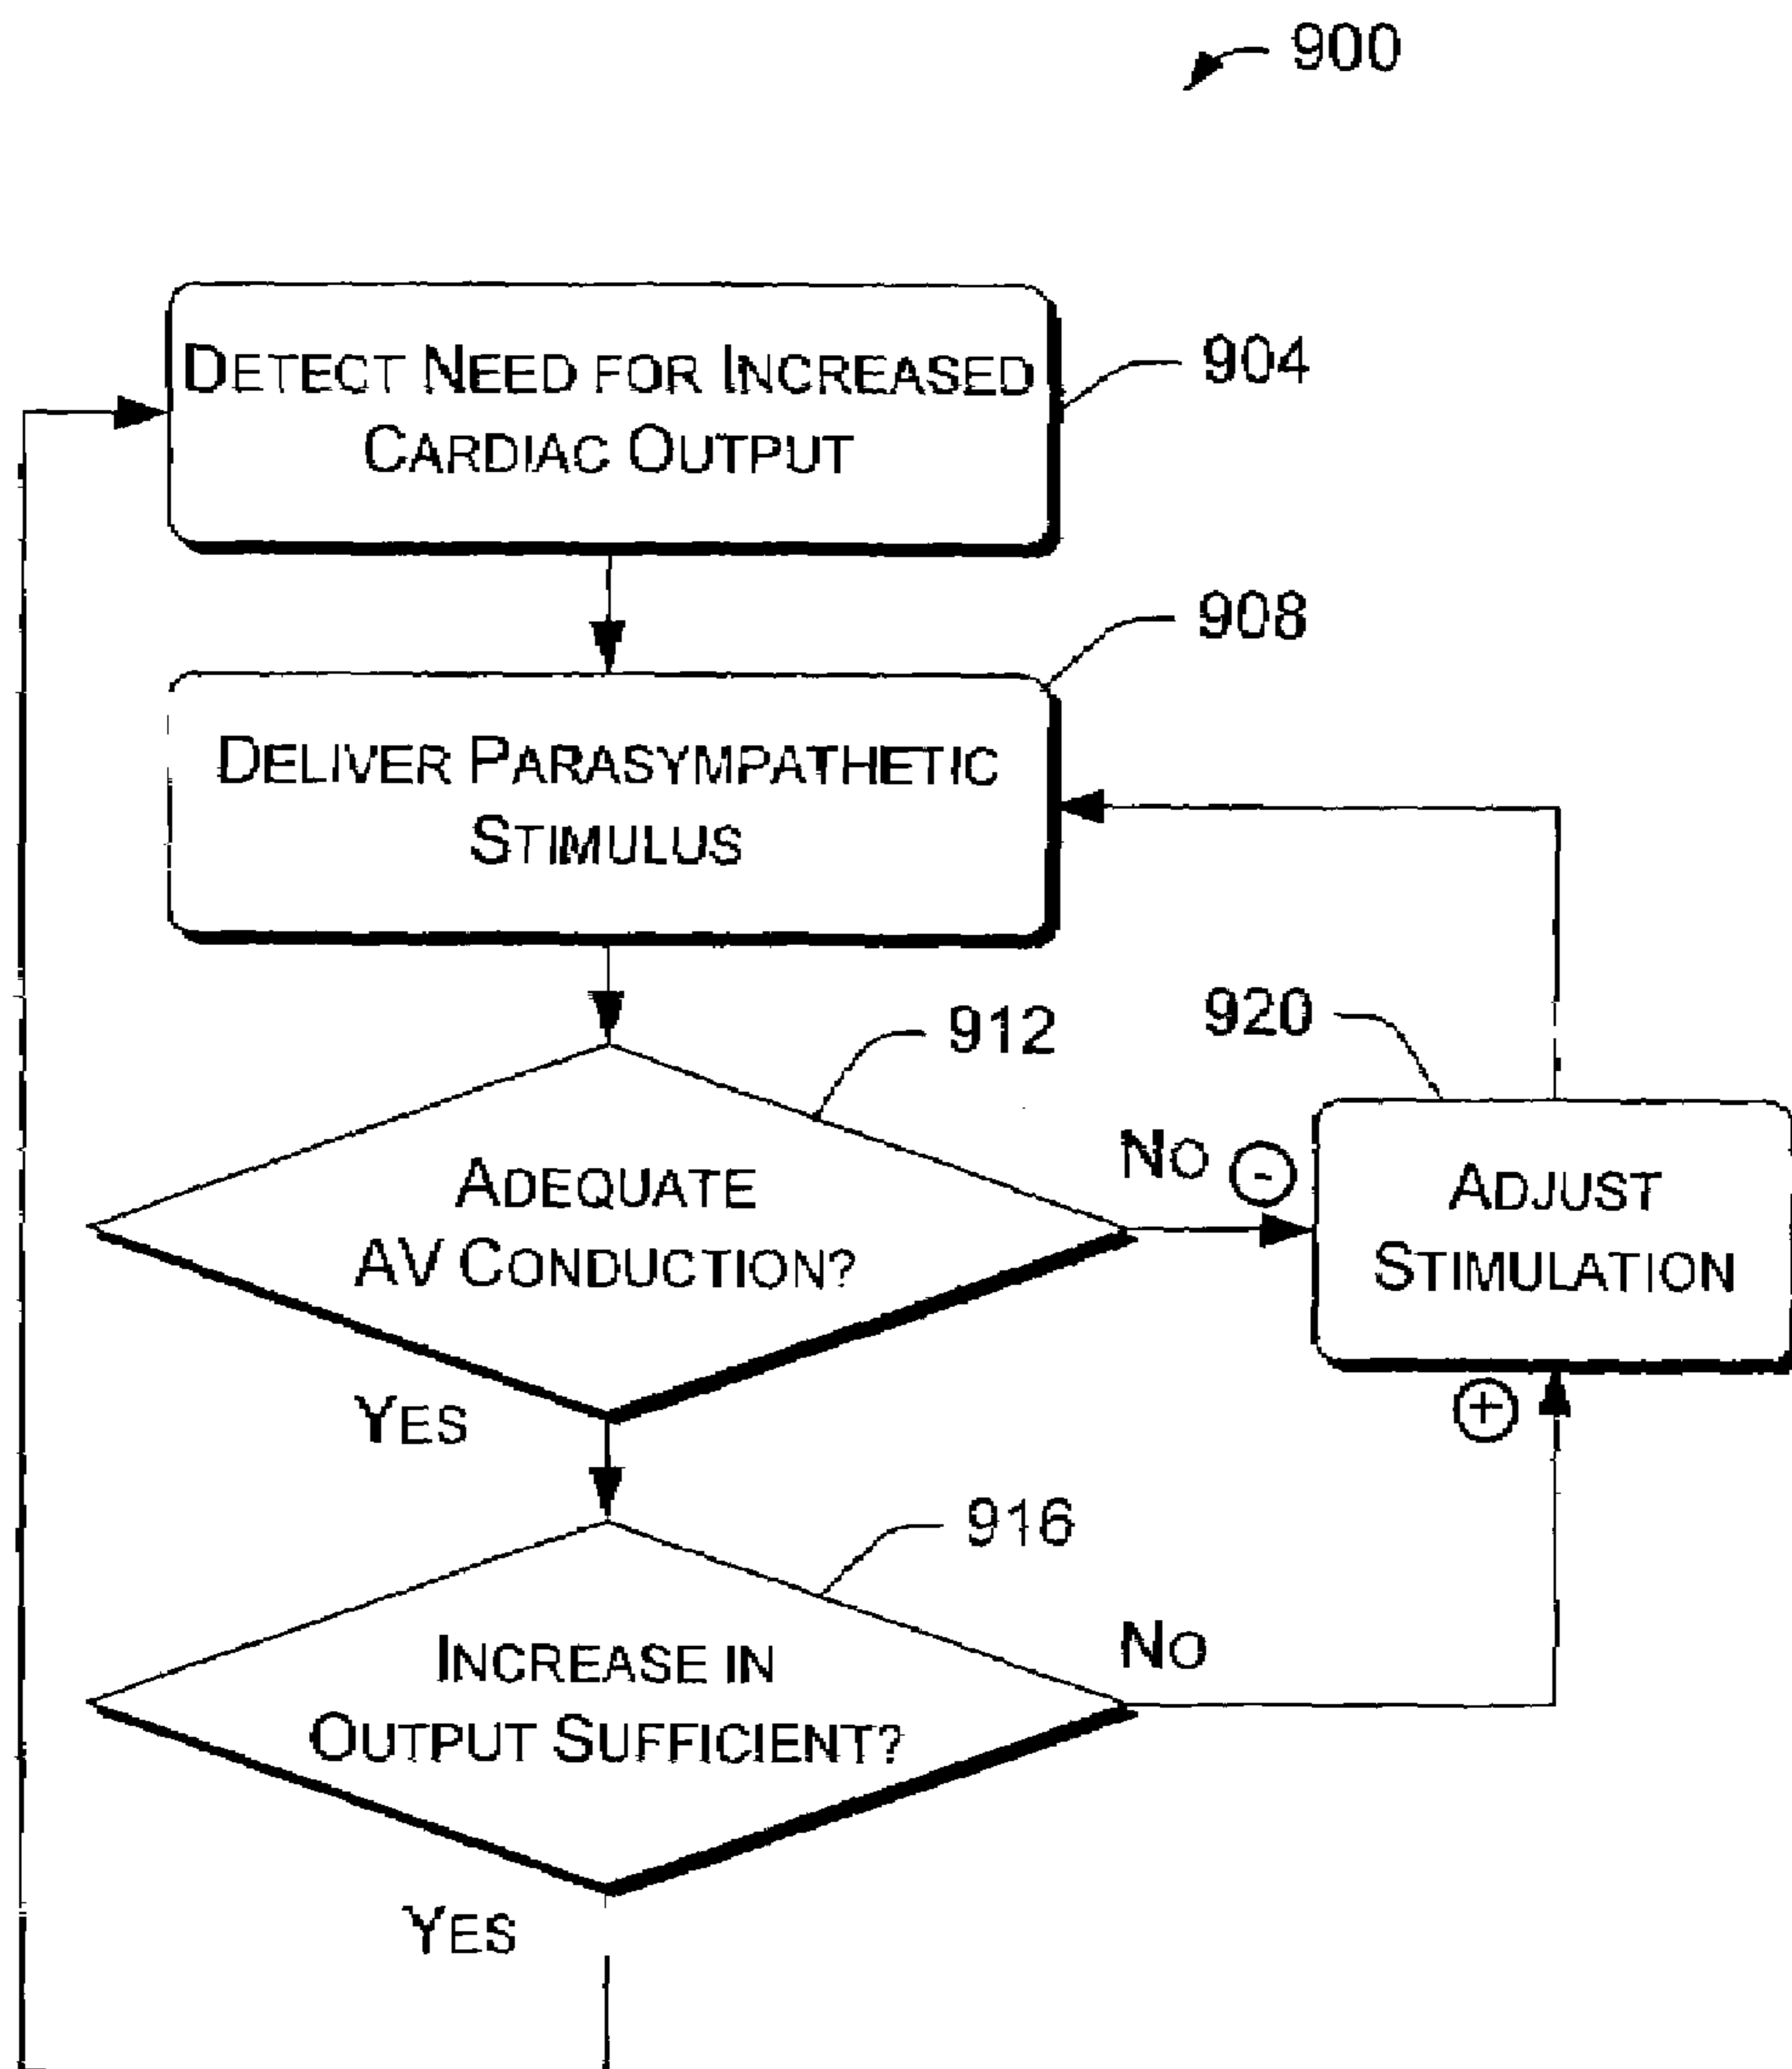 900
DETECT NEED FOR INCREASED
CARDIAC OUTPUT
904
908
DELIVER PARASYMPATHETIC
STIMULUS
912
920
ADEQUATE
AV CONDUCTION?
NO -
ADJUST
STIMULATION
YES
+
916
INCREASE IN
OUTPUT SUFFICIENT?
NO
YES